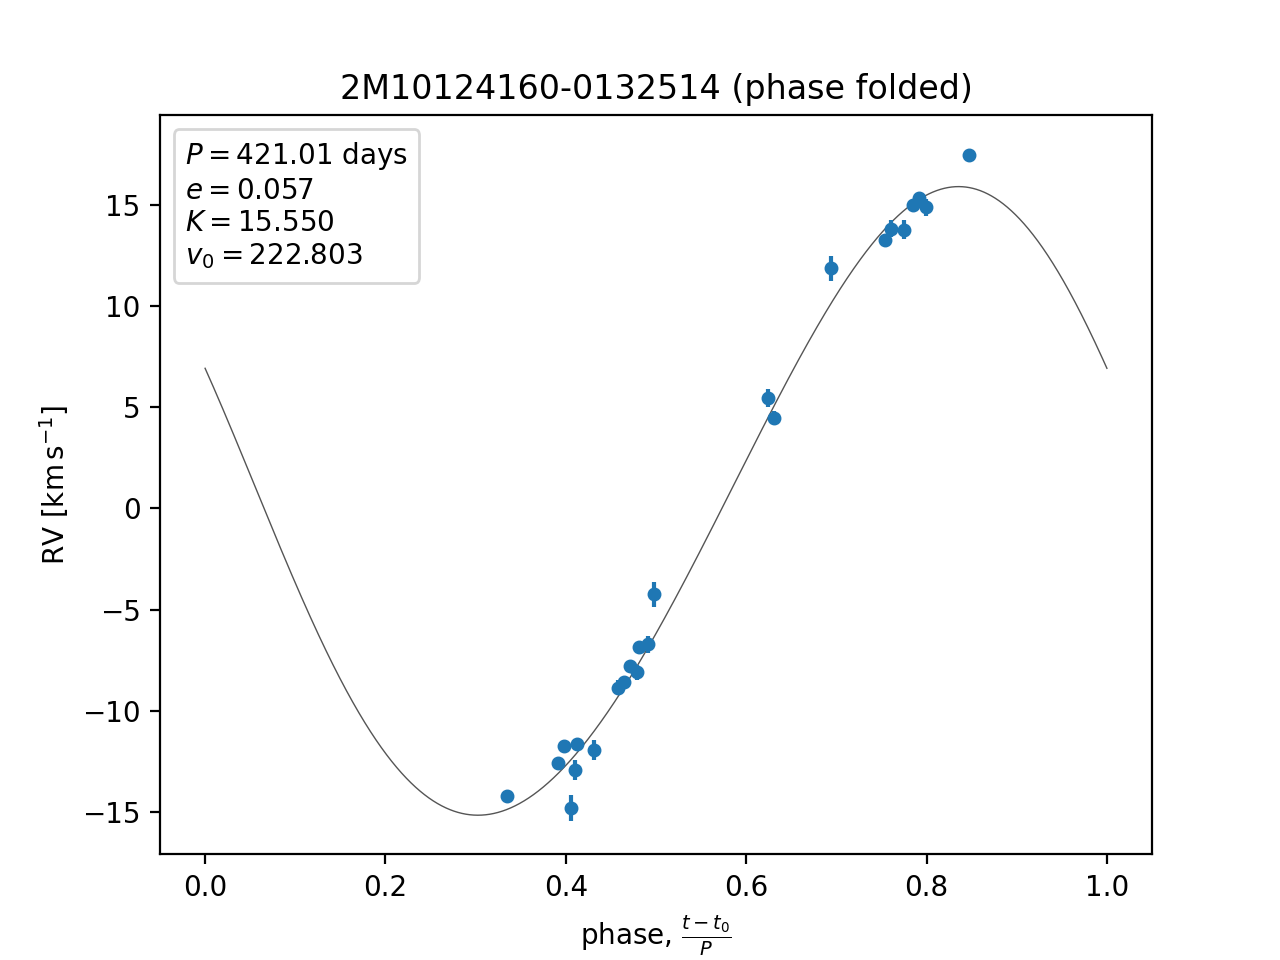 2M10124160-0132514 (phase folded)
P = 421.01 days
e = 0.057
K = 15.550
v₀ = 222.803
15
10
5
0
−5
−10
−15
RV [km s⁻¹]
0.0 0.2 0.4 0.6 0.8 1.0
phase, (t − t₀)/P